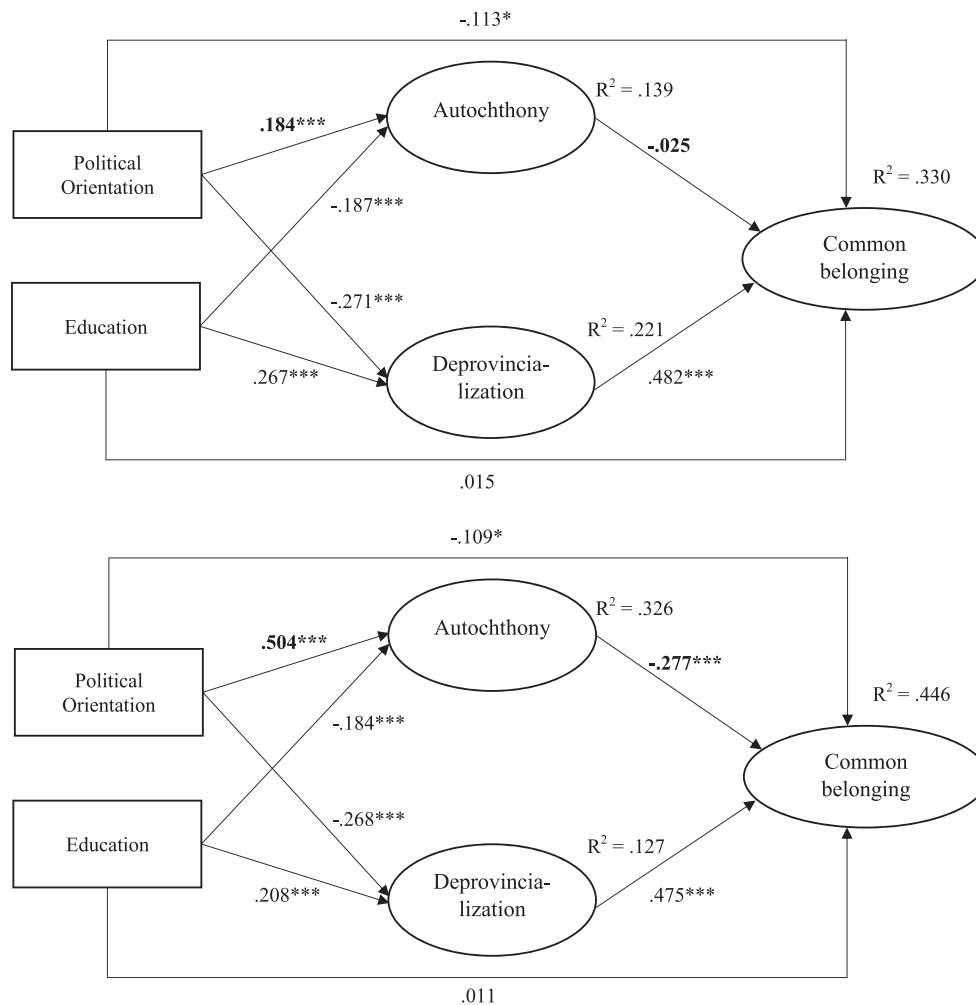 -.113*
R² = .139
Autochthony
.184***
-.025
Political
Orientation
R² = .330
-.187***
Common
belonging
-.271***
Education
R² = .221
Deprovincia-
lization
.267***
.482***
.015
-.109*
R² = .326
Autochthony
.504***
-.277***
Political
Orientation
R² = .446
-.184***
Common
belonging
-.268***
Education
R² = .127
Deprovincia-
lization
.208***
.475***
.011